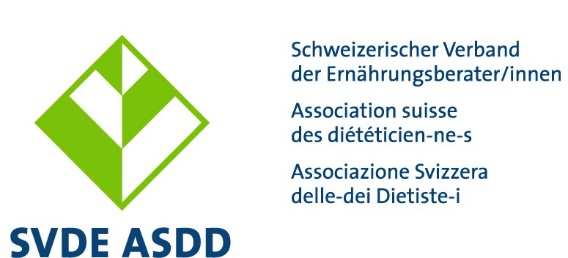 SVDE ASDD
Schweizerischer Verband
der Ernährungsberater/innen
Association suisse
des diététicien-ne-s
Associazione Svizzera
delle-dei Dietiste-i